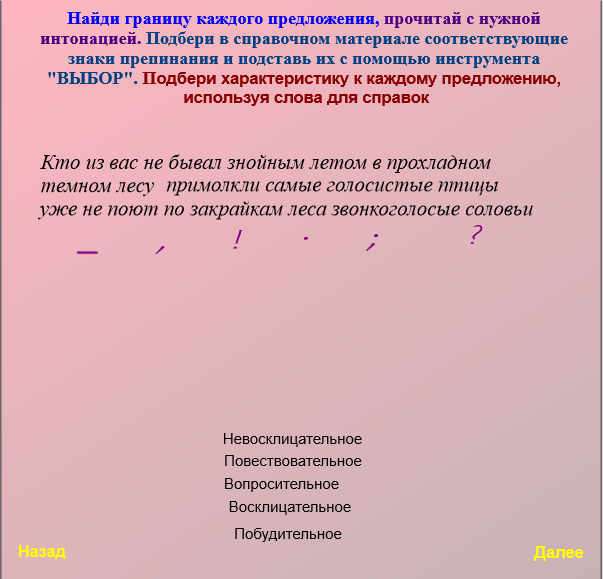 Найди границу каждого предложения, прочитай с нужной
интонацией. Подбери в справочном материале соответствующие
знаки препинания и подставь их с помощью инструмента
"ВЫБОР". Подбери характеристику к каждому предложению,
используя слова для справок
Кто из вас не бывал знойным летом в прохладном
темном лесу примолкли самые голосистые птицы
уже не поют по закрайкам леса звонкоголосые соловьи
_ , ! . ; ?
Невосклицательное
Повествовательное
Вопросительное
Восклицательное
Побудительное
Назад Далее